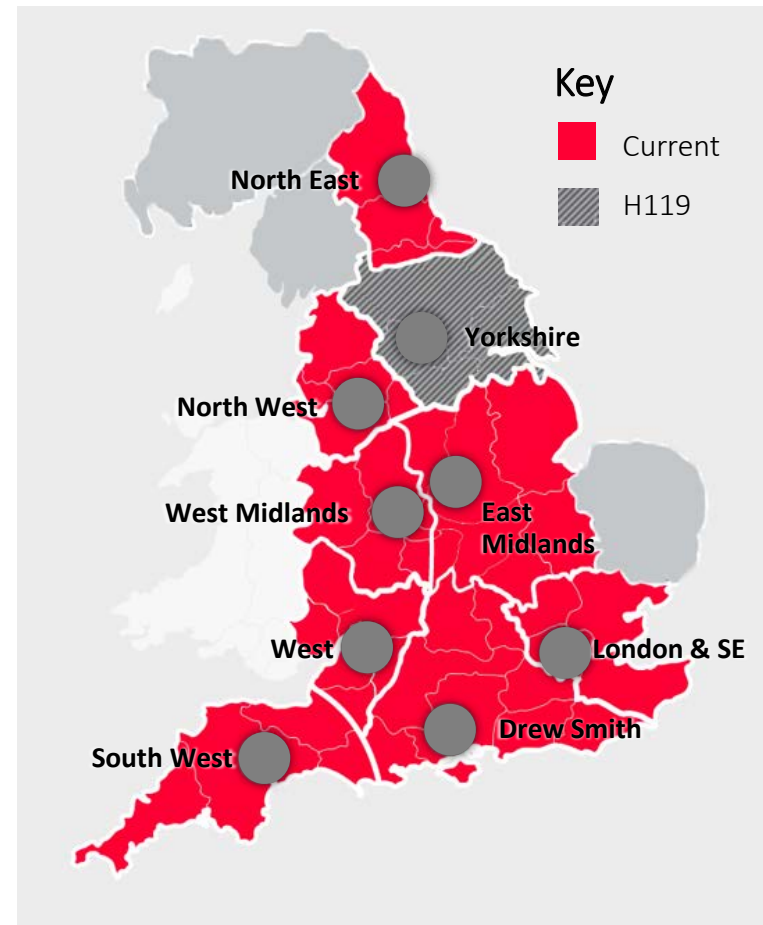 Key
Current
H119
North East
Yorkshire
North West
West Midlands
East
Midlands
West
London & SE
Drew Smith
South West